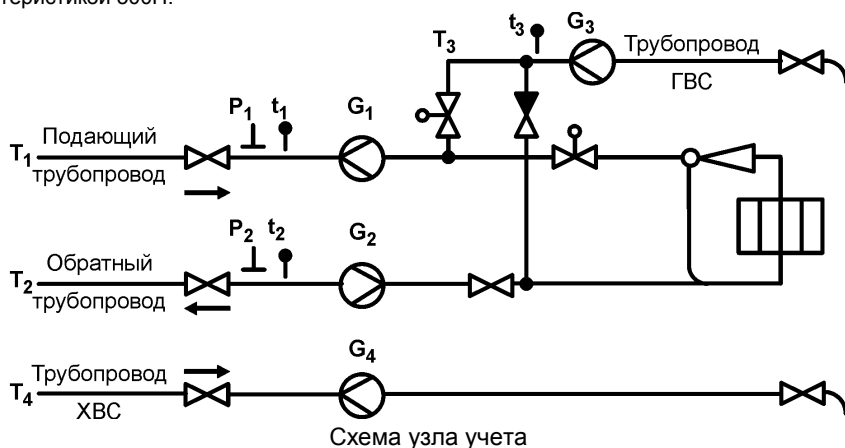 теристикой 500П.
t3 G3
T3 Трубопровод
ГВС
P1 t1 G1
Подающий
T1
трубопровод
P2 t2 G2
Обратный
T2
трубопровод
G4
Трубопровод
T4
ХВС
Схема узла учета